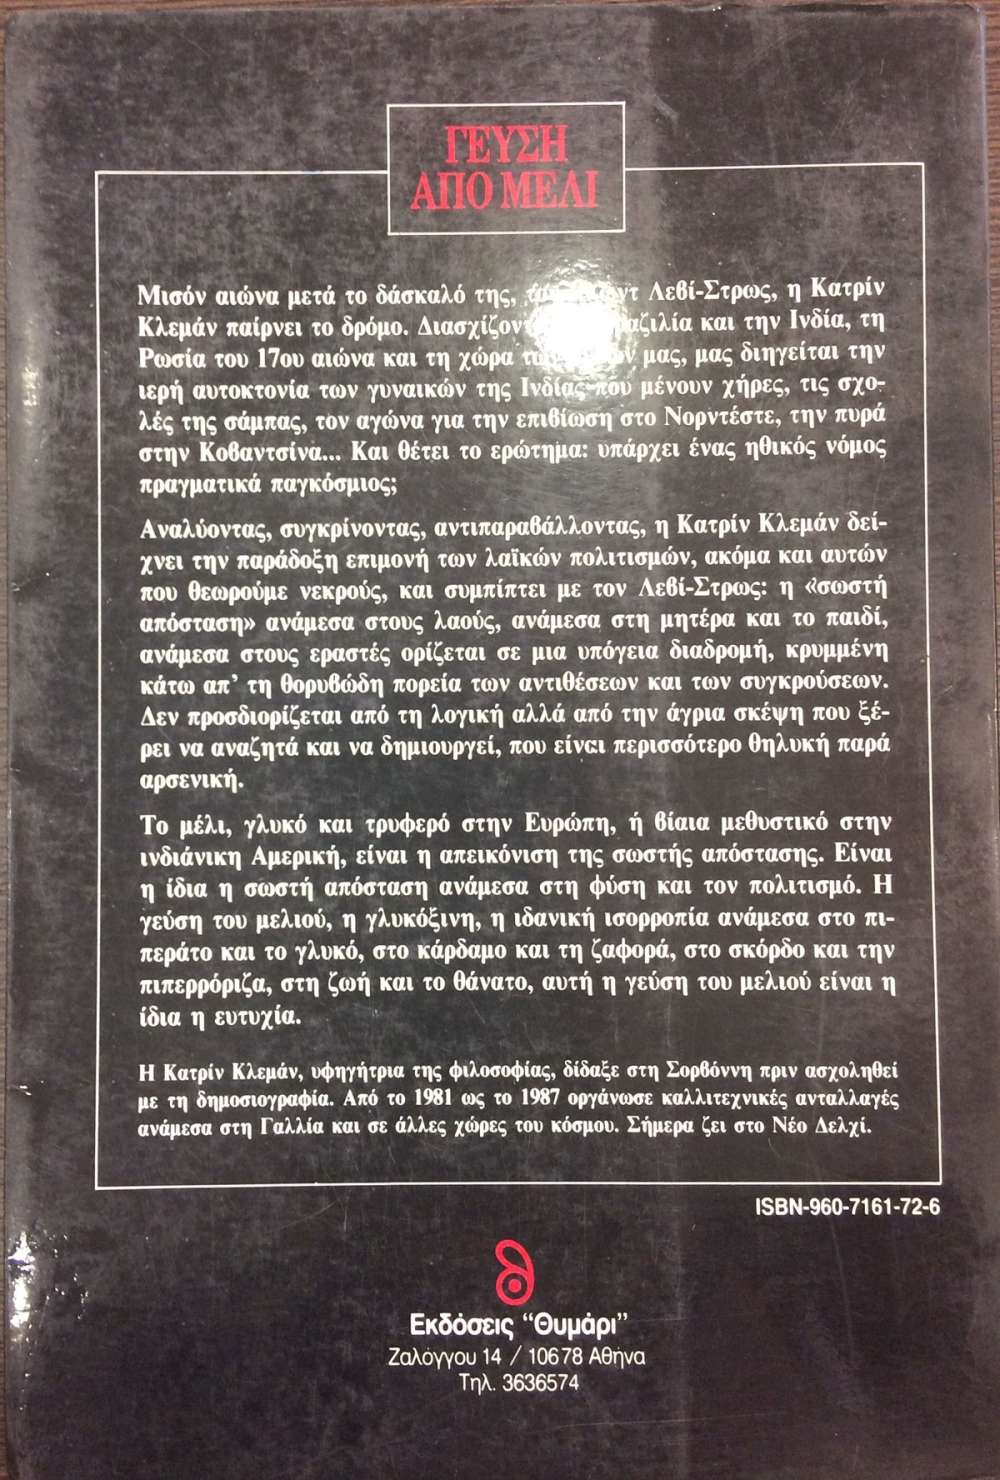 ΓΕΥΣΗ
ΑΠΟ ΜΕΛΙ
Μισόν αιώνα μετά το δάσκαλό της, Λεβί-Στρως, η Κατρίν
Κλεμάν παίρνει το δρόμο. και την Ινδία, τη
Ρωσία του 17ου αιώνα και τη χώρα μας, μας διηγείται την
ιερή αυτοκτονία των γυναικών της Ινδίας που μένουν χήρες, τις σχο-
λές της σάμπας, τον αγώνα για την επιβίωση στο Νορντέστε, την πυρά
στην Κοβαντσίνα... Και θέτει το ερώτημα: υπάρχει ένας ηθικός νόμος
πραγματικά παγκόσμιος;
Αναλύοντας, συγκρίνοντας, αντιπαραβάλλοντας, η Κατρίν Κλεμάν δεί-
χνει την παράδοξη επιμονή των λαϊκών πολιτισμών, ακόμα και αυτών
που θεωρούμε νεκρούς, και συμπίπτει με τον Λεβί-Στρως: η «σωστή
απόσταση» ανάμεσα στους λαούς, ανάμεσα στη μητέρα και το παιδί,
ανάμεσα στους εραστές ορίζεται σε μια υπόγεια διαδρομή, κρυμμένη
κάτω απ' τη θορυβώδη πορεία των αντιθέσεων και των συγκρούσεων.
Δεν προσδιορίζεται από τη λογική αλλά από την άγρια σκέψη που ξέ-
ρει να αναζητά και να δημιουργεί, που είναι περισσότερο θηλυκή παρά
αρσενική.
Το μέλι, γλυκό και τρυφερό στην Ευρώπη, ή βίαια μεθυστικό στην
ινδιάνικη Αμερική, είναι η απεικόνιση της σωστής απόστασης. Είναι
η ίδια η σωστή απόσταση ανάμεσα στη φύση και τον πολιτισμό. Η
γεύση του μελιού, η γλυκόξινη, η ιδανική ισορροπία ανάμεσα στο πι-
περάτο και το γλυκό, στο κάρδαμο και τη ζαφορά, στο σκόρδο και την
πιπερρόριζα, στη ζωή και το θάνατο, αυτή η γεύση του μελιού είναι η
ίδια η ευτυχία.
Η Κατρίν Κλεμάν, υφηγήτρια της φιλοσοφίας, δίδαξε στη Σορβόννη πριν ασχοληθεί
με τη δημοσιογραφία. Από το 1981 ως το 1987 οργάνωσε καλλιτεχνικές ανταλλαγές
ανάμεσα στη Γαλλία και σε άλλες χώρες του κόσμου. Σήμερα ζει στο Νέο Δελχί.
ISBN-960-7161-72-6
Εκδόσεις "Θυμάρι"
Ζαλόγγου 14 / 106 78 Αθήνα
Τηλ. 3636574